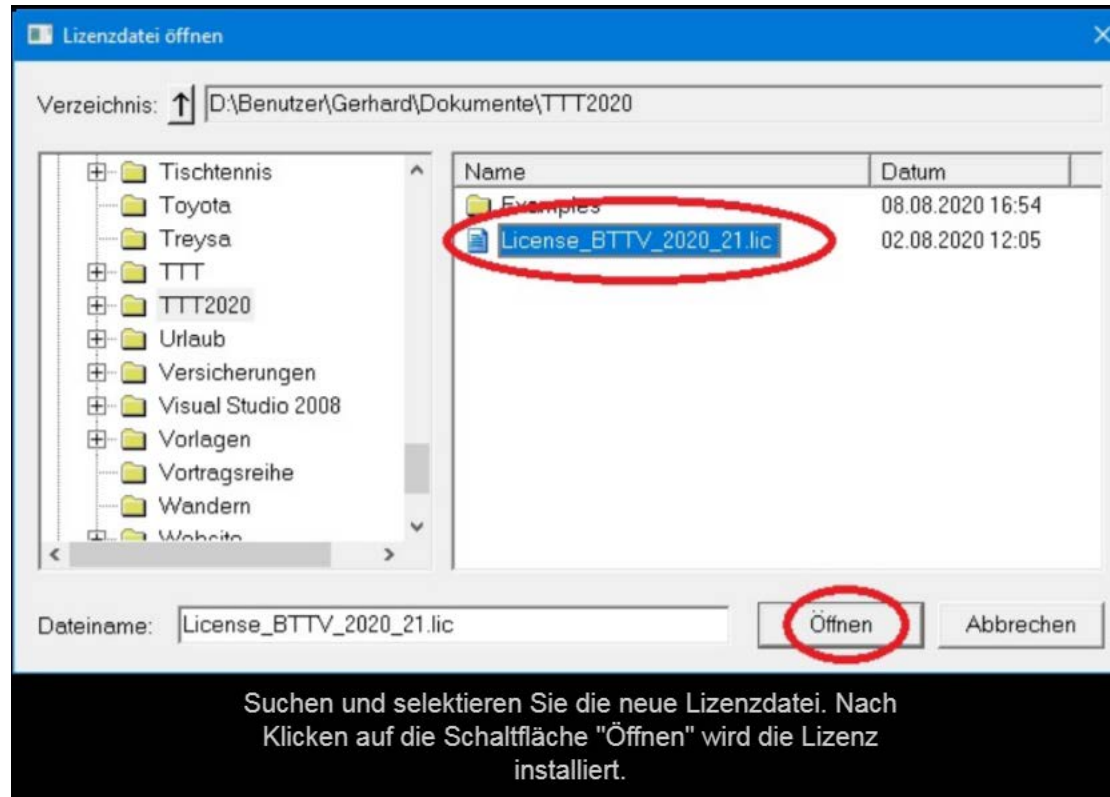 Lizenzdatei öffnen
Verzeichnis: D:\Benutzer\Gerhard\Dokumente\TTT2020
Tischtennis
Toyota
Treysa
TTT
TTT2020
Urlaub
Versicherungen
Visual Studio 2008
Vorlagen
Vortragsreihe
Wandern
Website
Name Datum
Examples 08.08.2020 16:54
License_BTTV_2020_21.lic 02.08.2020 12:05
Dateiname: License_BTTV_2020_21.lic Öffnen Abbrechen
Suchen und selektieren Sie die neue Lizenzdatei. Nach
Klicken auf die Schaltfläche "Öffnen" wird die Lizenz
installiert.